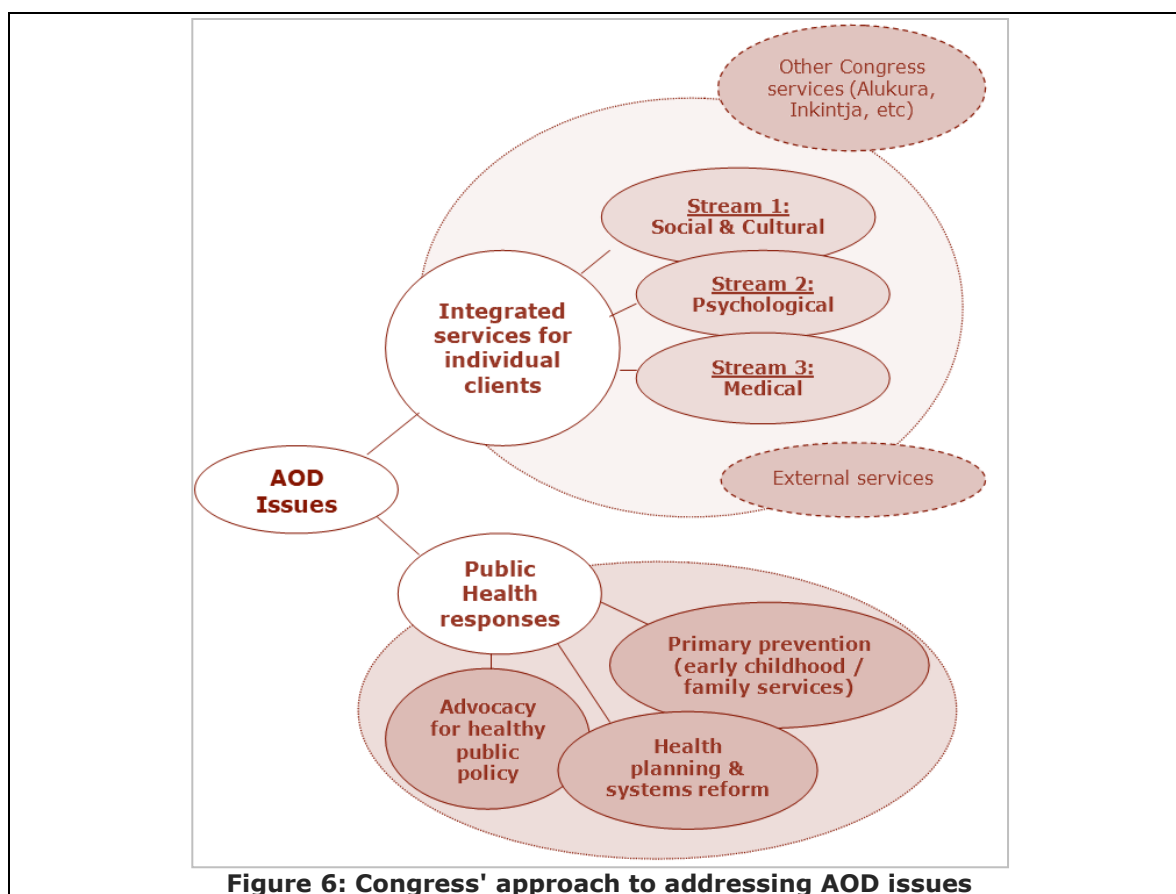 Other Congress
services (Alukura,
Inkintja, etc)
Stream 1:
Social & Cultural
Stream 2:
Psychological
Stream 3:
Medical
Integrated
services for
individual
clients
External services
AOD
Issues
Public
Health
responses
Primary prevention
(early childhood /
family services)
Advocacy
for healthy
public
policy
Health
planning &
systems reform
Figure 6: Congress' approach to addressing AOD issues